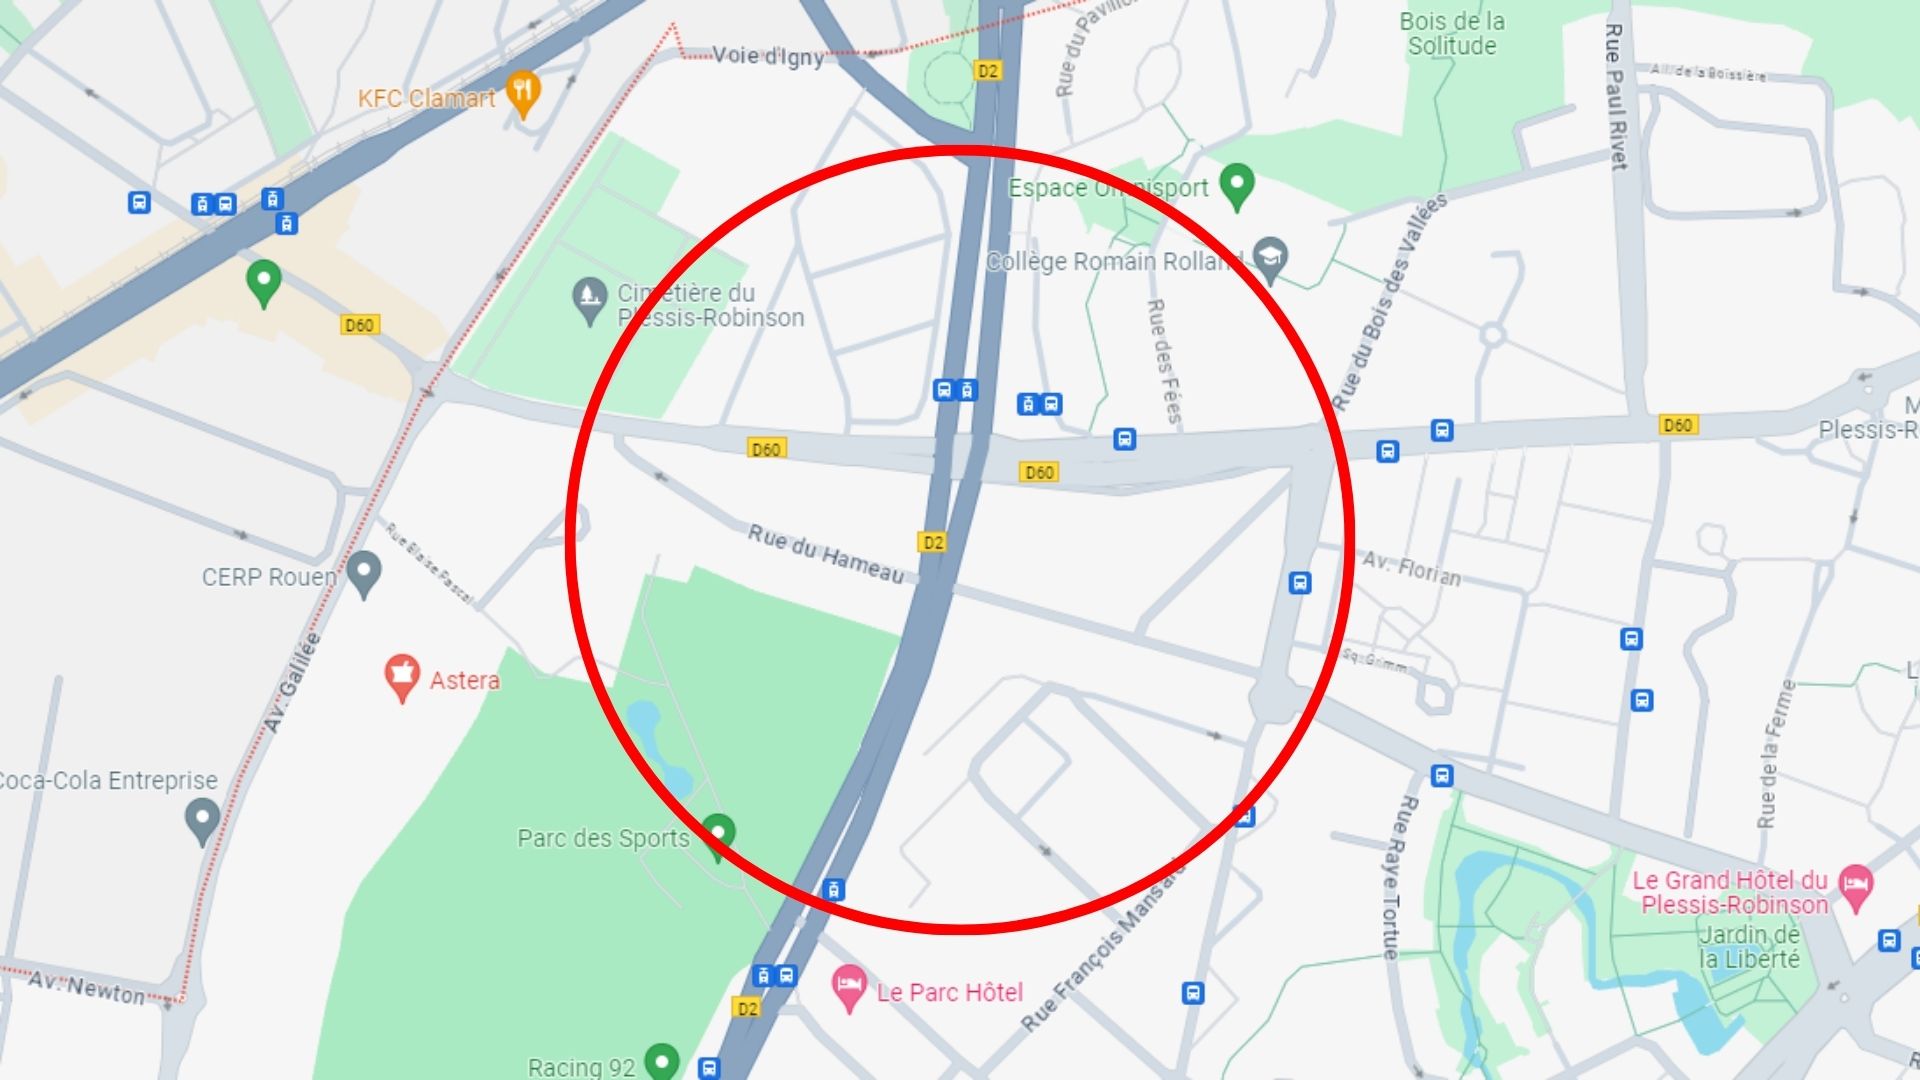 Bois de la
Solitude
Rue du Pavillon
Rue Paul Rivet
Voie d'Igny
D2
All. de la Boissière
KFC Clamart
Espace Omnisport
Rue du Bois des Vallées
Collège Romain Rolland
Cimetière du
Plessis-Robinson
D60
Rue des Fées
D60
D60
D60
M
Plessis-R
Rue du Hameau
D2
Rue Blaise Pascal
Av. Florian
CERP Rouen
Sq. Grimm
Av. Galilée
Astera
L
Rue de la Ferme
Coca-Cola Entreprise
Parc des Sports
Rue Raye Tortue
Le Grand Hôtel du
Plessis-Robinson
Jardin de
la Liberté
Rue François Mansard
Av. Newton
Le Parc Hôtel
D2
Racing 92
R